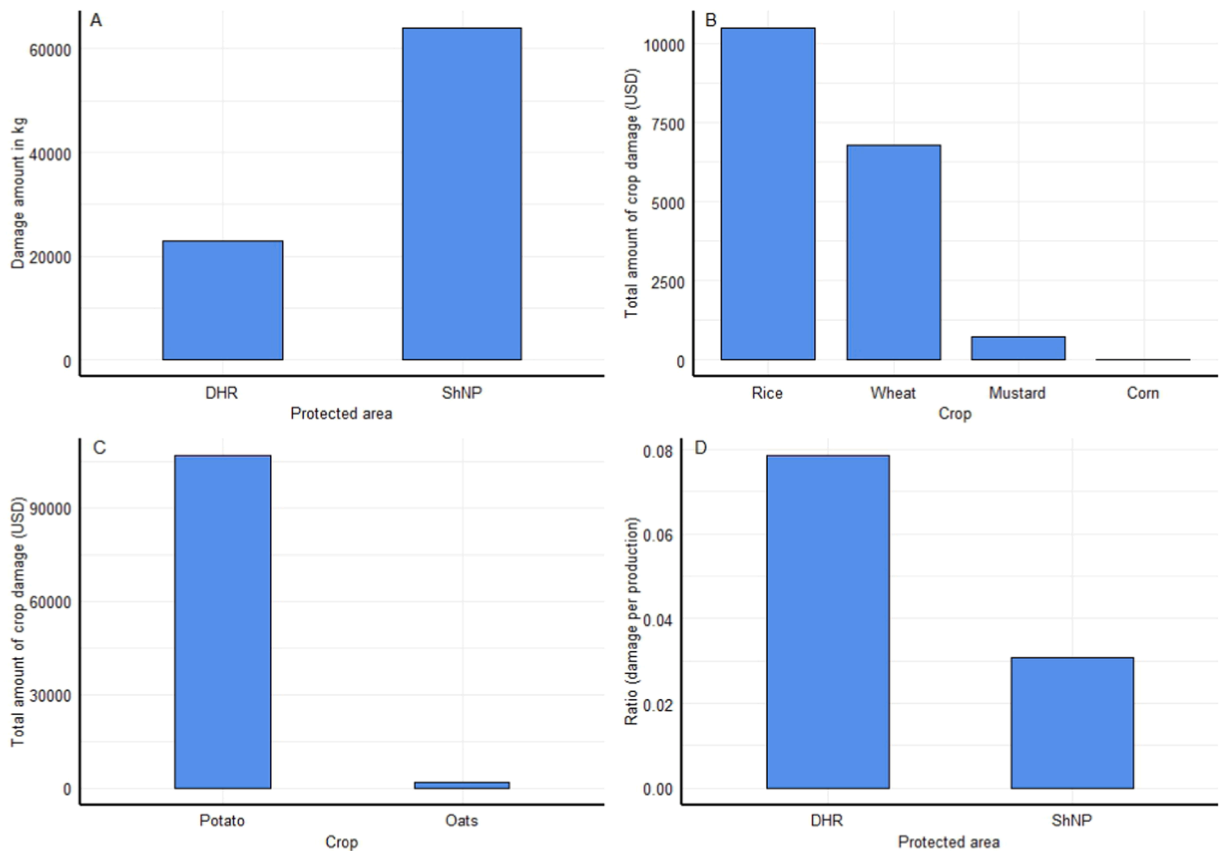 A
Damage amount in kg
60000
40000
20000
0
DHR ShNP
Protected area
B
Total amount of crop damage (USD)
10000
7500
5000
2500
0
Rice Wheat Mustard Corn
Crop
C
Total amount of crop damage (USD)
90000
60000
30000
0
Potato Oats
Crop
D
Ratio (damage per production)
0.08
0.06
0.04
0.02
0.00
DHR ShNP
Protected area